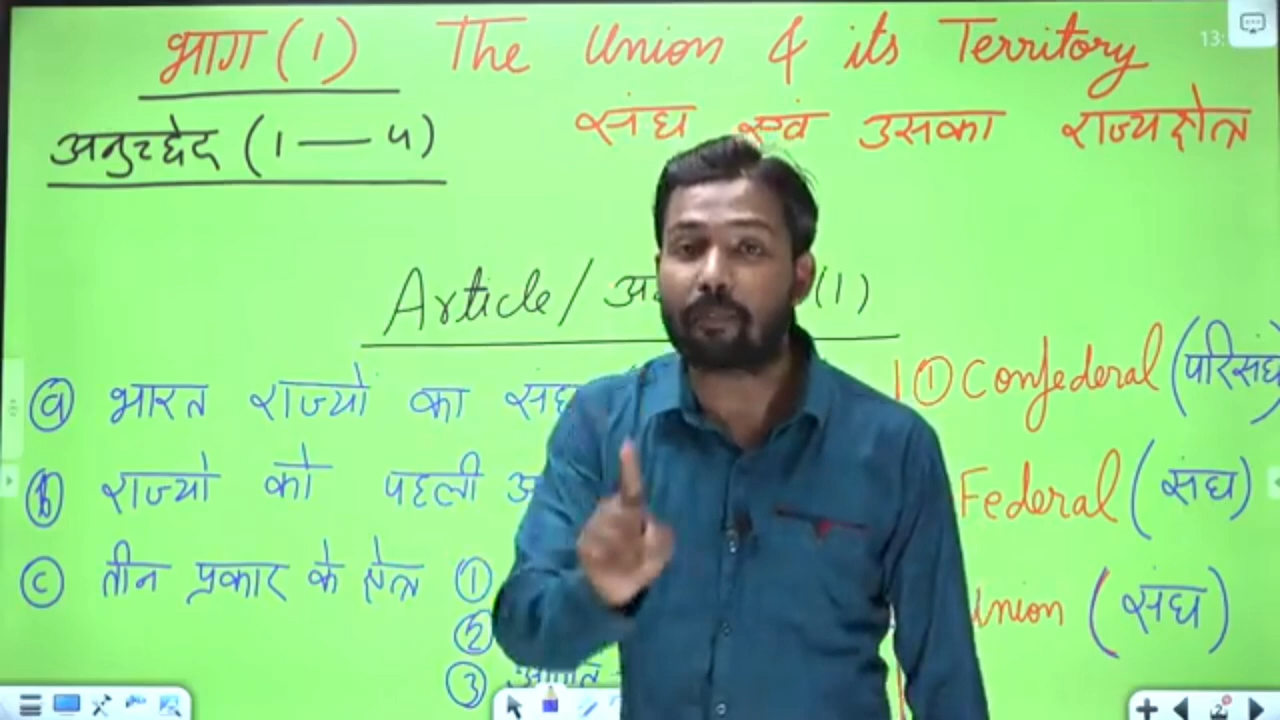 भाग (1) The Union & its Territory
संघ एवं उसका राज्यक्षेत्र
अनुच्छेद (1 — 4)
Article / (1)
ⓐ भारत राज्यों का संघ
ⓑ राज्यों को पहली
ⓒ तीन प्रकार के क्षेत्र ①
②
③
① Confederal (परिसंघ
Federal (संघ)
Union (संघ)
13: